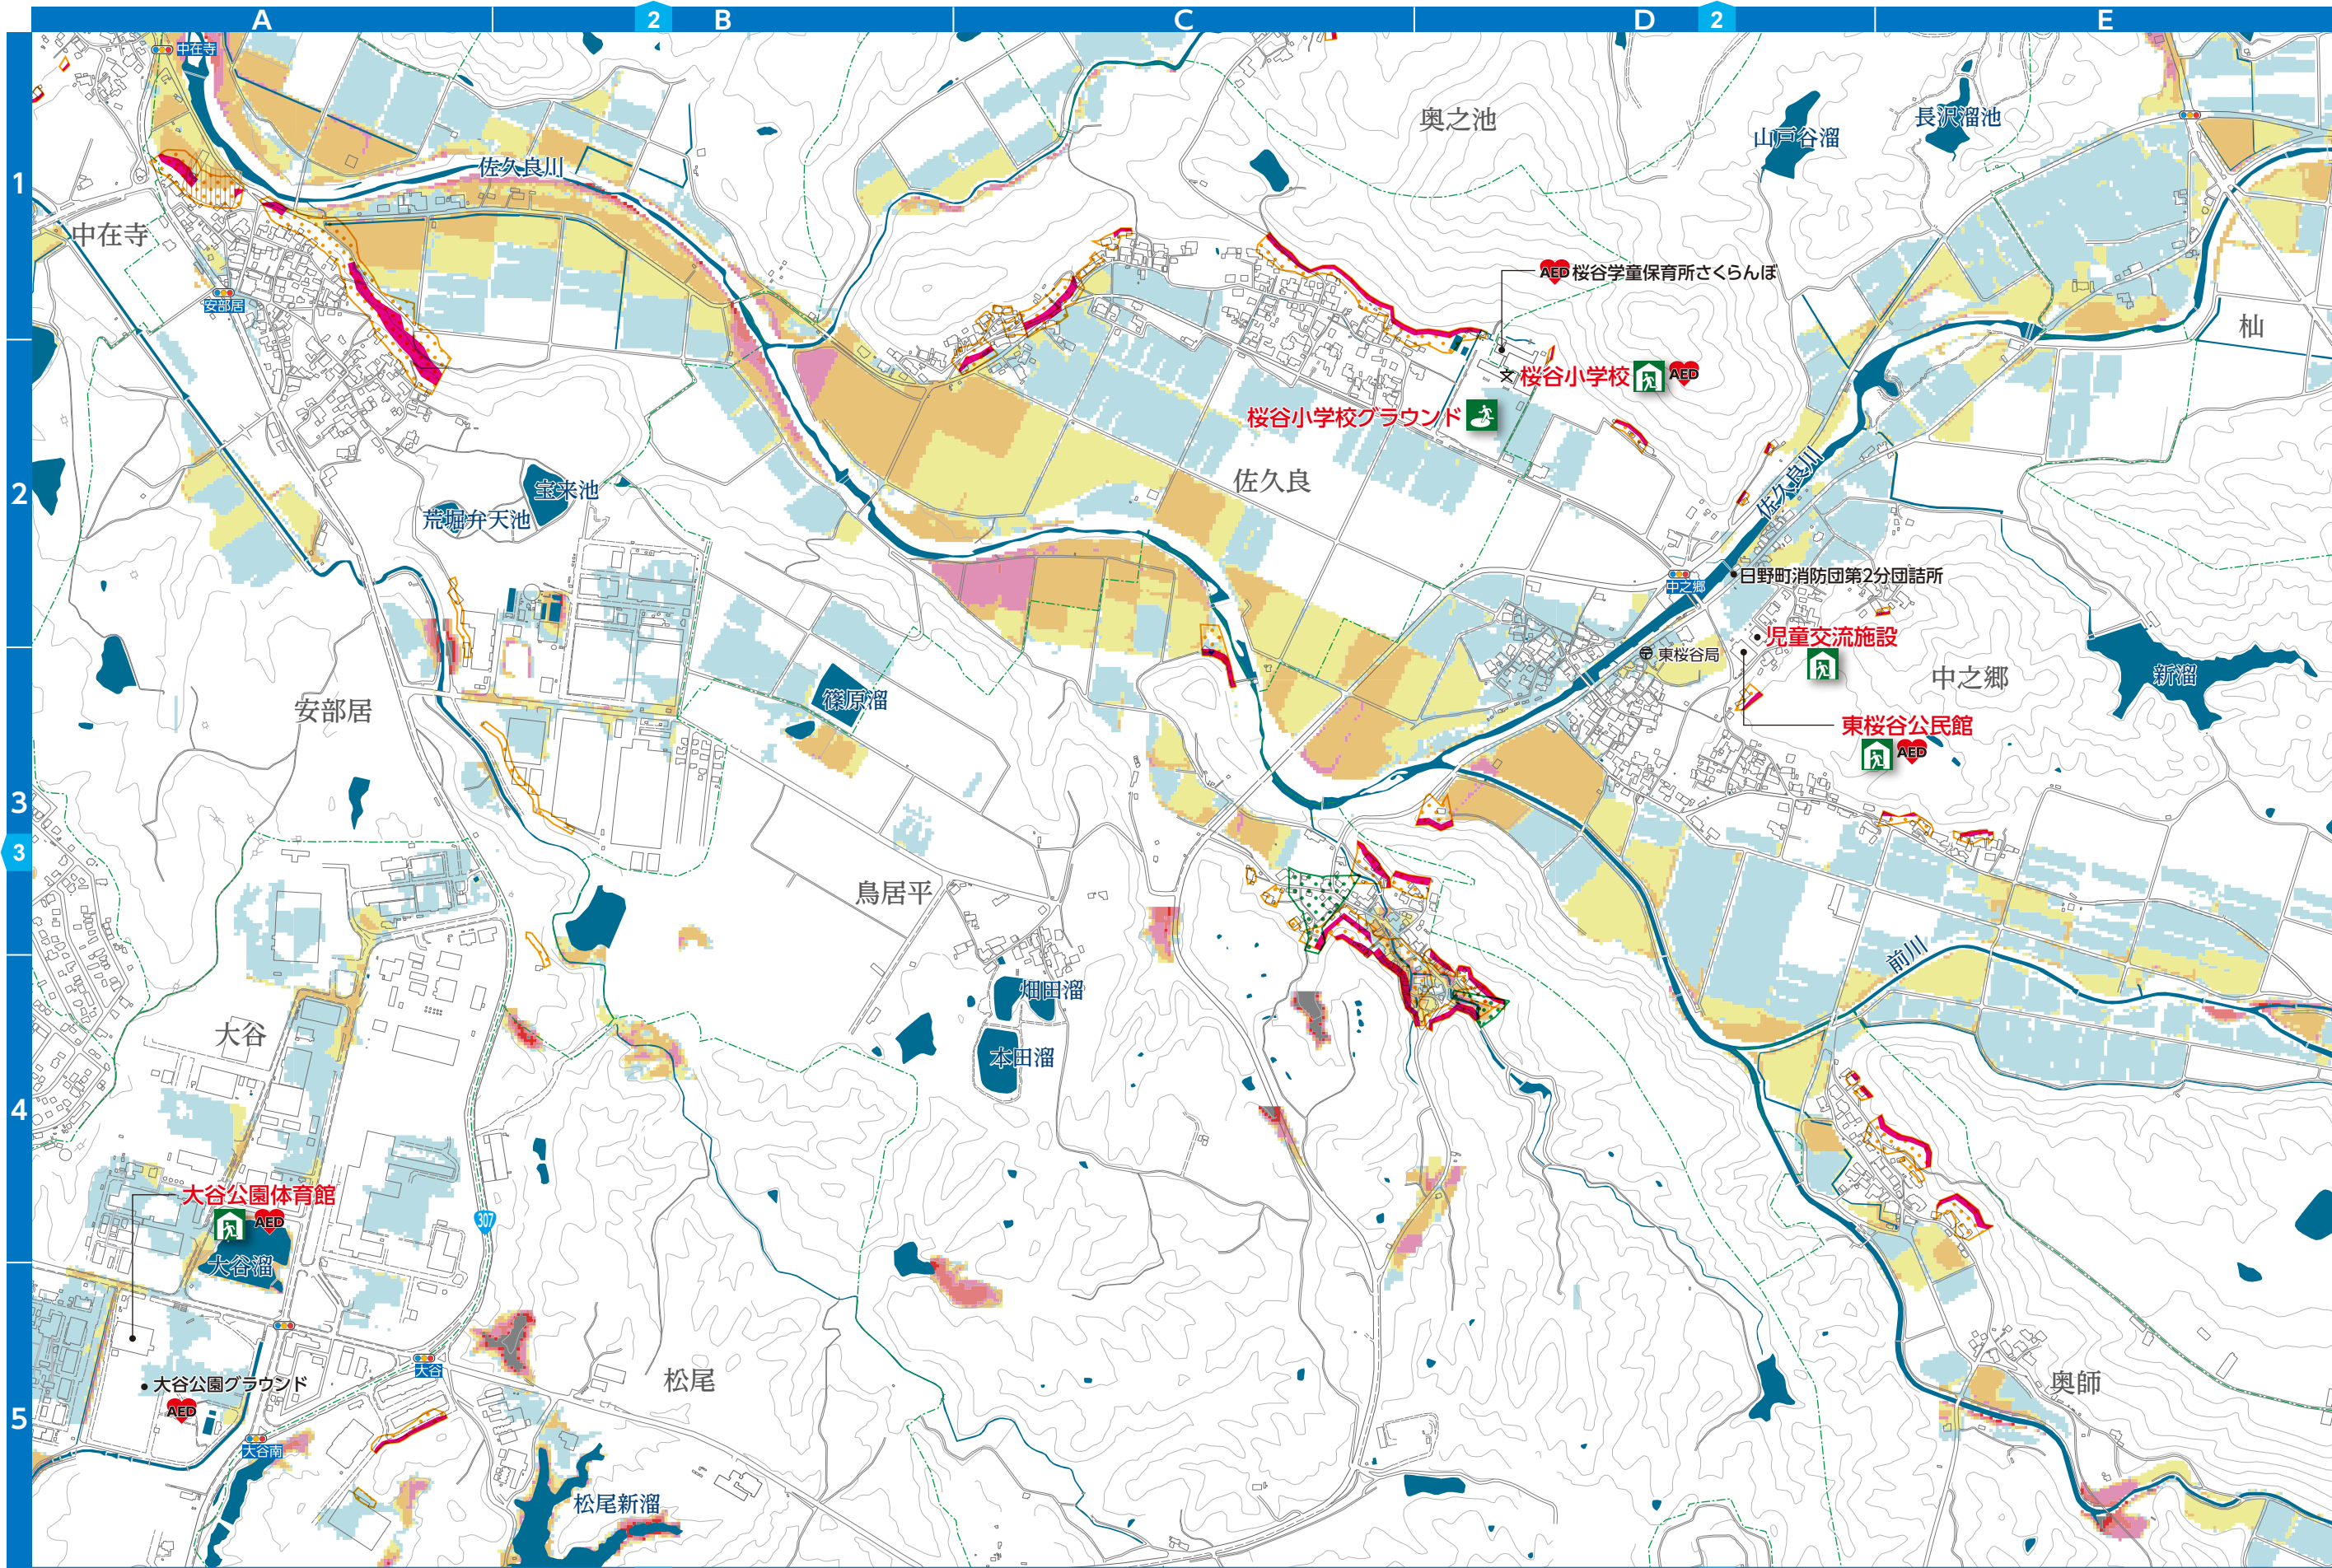 A
2
B
C
D
2
E
1
2
3
3
4
5
中在寺
佐久良川
奥之池
山戸谷溜
長沢溜池
中在寺
安部居
AED 桜谷学童保育所さくらんぼ
杣
桜谷小学校 AED
桜谷小学校グラウンド
佐久良
佐久良川
宝来池
荒堀弁天池
中之郷
日野町消防団第2分団詰所
児童交流施設
東桜谷局
中之郷
新溜
篠原溜
安部居
東桜谷公民館
AED
鳥居平
前川
畑田溜
大谷
本田溜
大谷公園体育館
AED
307
大谷溜
大谷
松尾
奥師
大谷公園グラウンド
AED
大谷南
松尾新溜